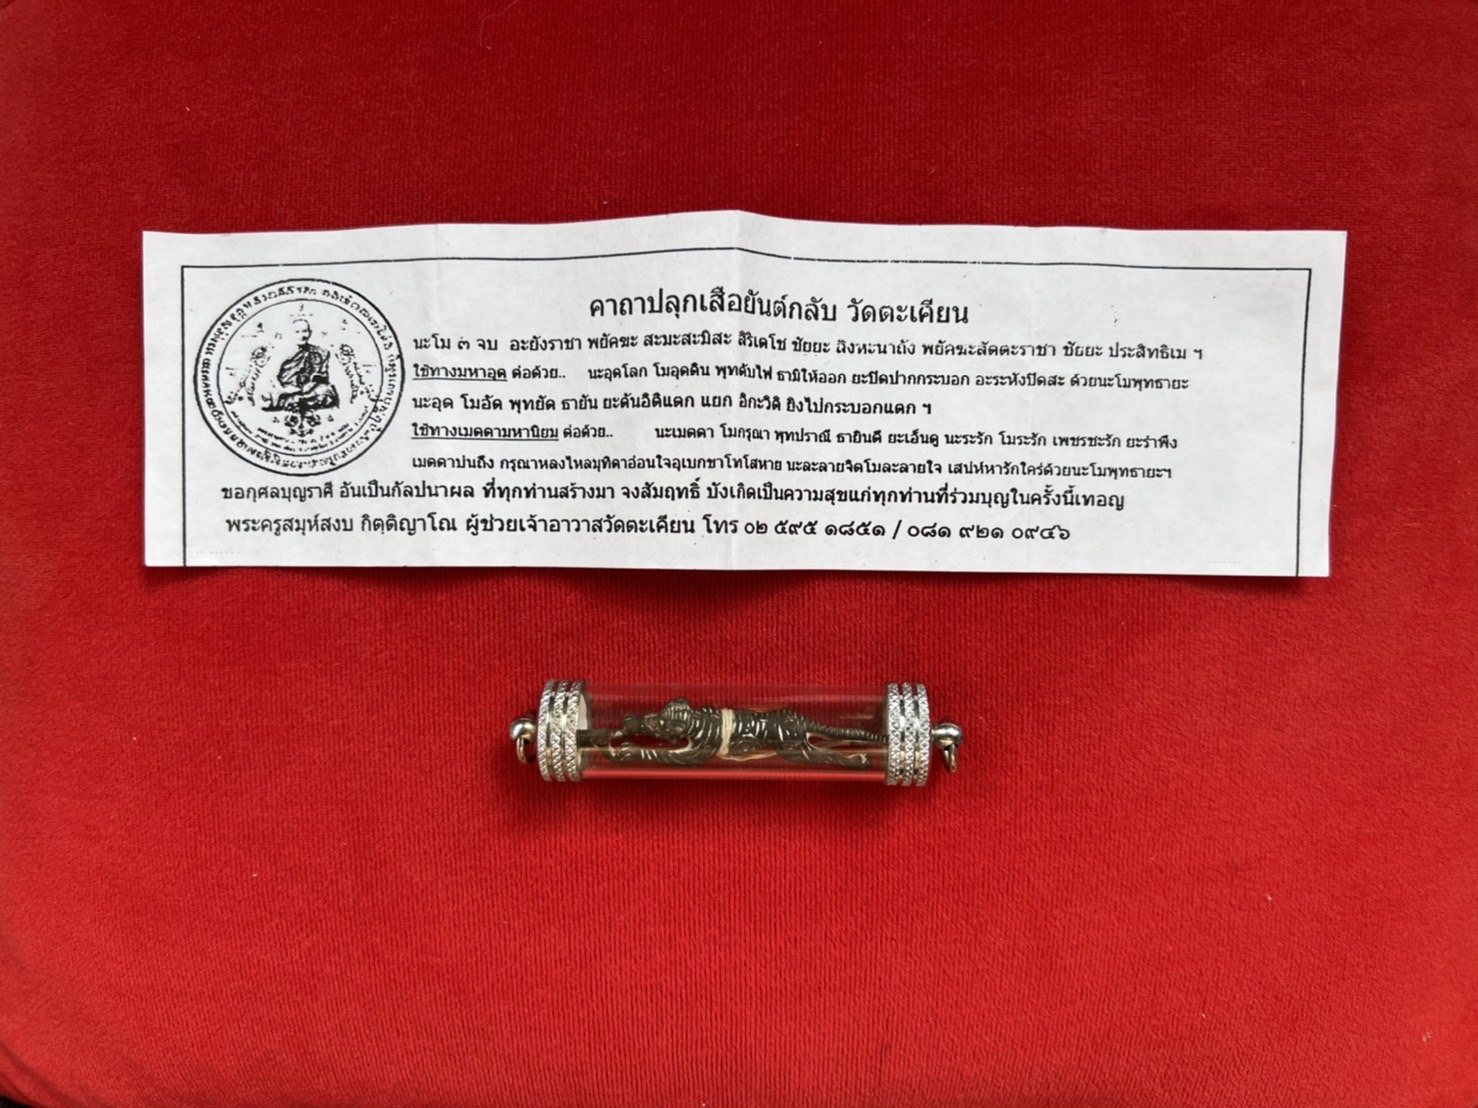 คาถาปลุกเสือยันต์กลับ วัดตะเคียน
นะโม ๓ จบ อะยังราชา พยัคฆะ สะมะสะมิสะ สิริเตโช ชัยยะ สิงหะนาถัง พยัคฆะสัตตะราชา ชัยยะ ประสิทธิเม ฯ
ใช้ทางมหาอุด ต่อด้วย.. นะอุดโลก โมอุดดิน พุทดับไฟ ธามิให้ออก ยะปิดปากกระบอก อะระหังปิดสะ ด้วยนะโมพุทธายะ
นะอุด โมอัด พุทยัด ธายัน ยะดันอิติแตก แยก อิกะวิติ ยิงไปกระบอกแตก ฯ
ใช้ทางเมตตามหานิยม ต่อด้วย.. นะเมตตา โมกรุณา พุทปราณี ธายินดี ยะเอ็นดู นะระรัก โมระรัก เพชรชะรัก ยะรำพึง
เมตตาบ่นถึง กรุณาหลงไหลมุทิตาอ่อนใจอุเบกขาโทโสหาย นะละลายจิตโมละลายใจ เสน่ห์หารักใคร่ด้วยนะโมพุทธายะฯ
ขอกุศลบุญราศี อันเป็นกัลปนาผล ที่ทุกท่านสร้างมา จงสัมฤทธิ์ บังเกิดเป็นความสุขแก่ทุกท่านที่ร่วมบุญในครั้งนี้เทอญ
พระครูสมุห์สงบ กิตฺติญาโณ ผู้ช่วยเจ้าอาวาสวัดตะเคียน โทร ๐๒ ๕๙๕ ๑๘๕๑ / ๐๘๑ ๙๒๑ ๐๙๔๖